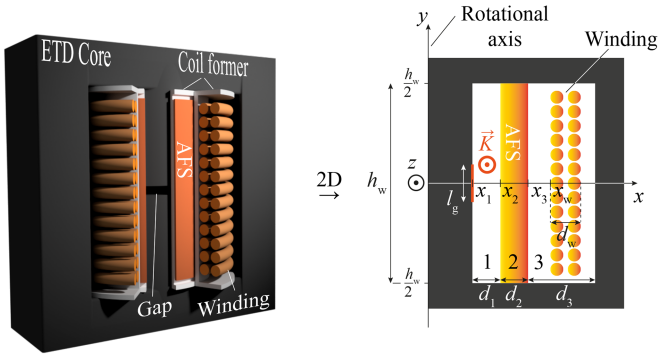 ETD Core
Coil former
AFS
Gap
Winding
2D
→
y
Rotational
axis
Winding
h_w/2
AFS
K⃗
z
h_w
l_g
x_1
x_2
x_3
x_w
x
d_w
1
2
3
-h_w/2
d_1
d_2
d_3